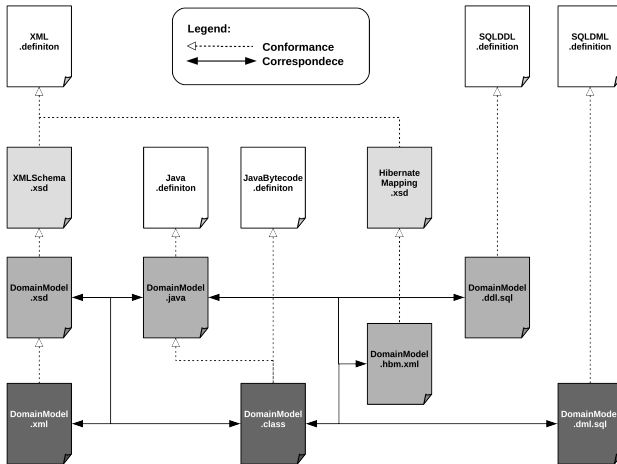 XML
.definiton
Legend:
Conformance
Correspondece
SQLDDL
.definition
SQLDML
.definition
XMLSchema
.xsd
Java
.definiton
JavaBytecode
.definiton
Hibernate
Mapping
.xsd
DomainModel
.xsd
DomainModel
.java
DomainModel
.ddl.sql
DomainModel
.hbm.xml
DomainModel
.xml
DomainModel
.class
DomainModel
.dml.sql